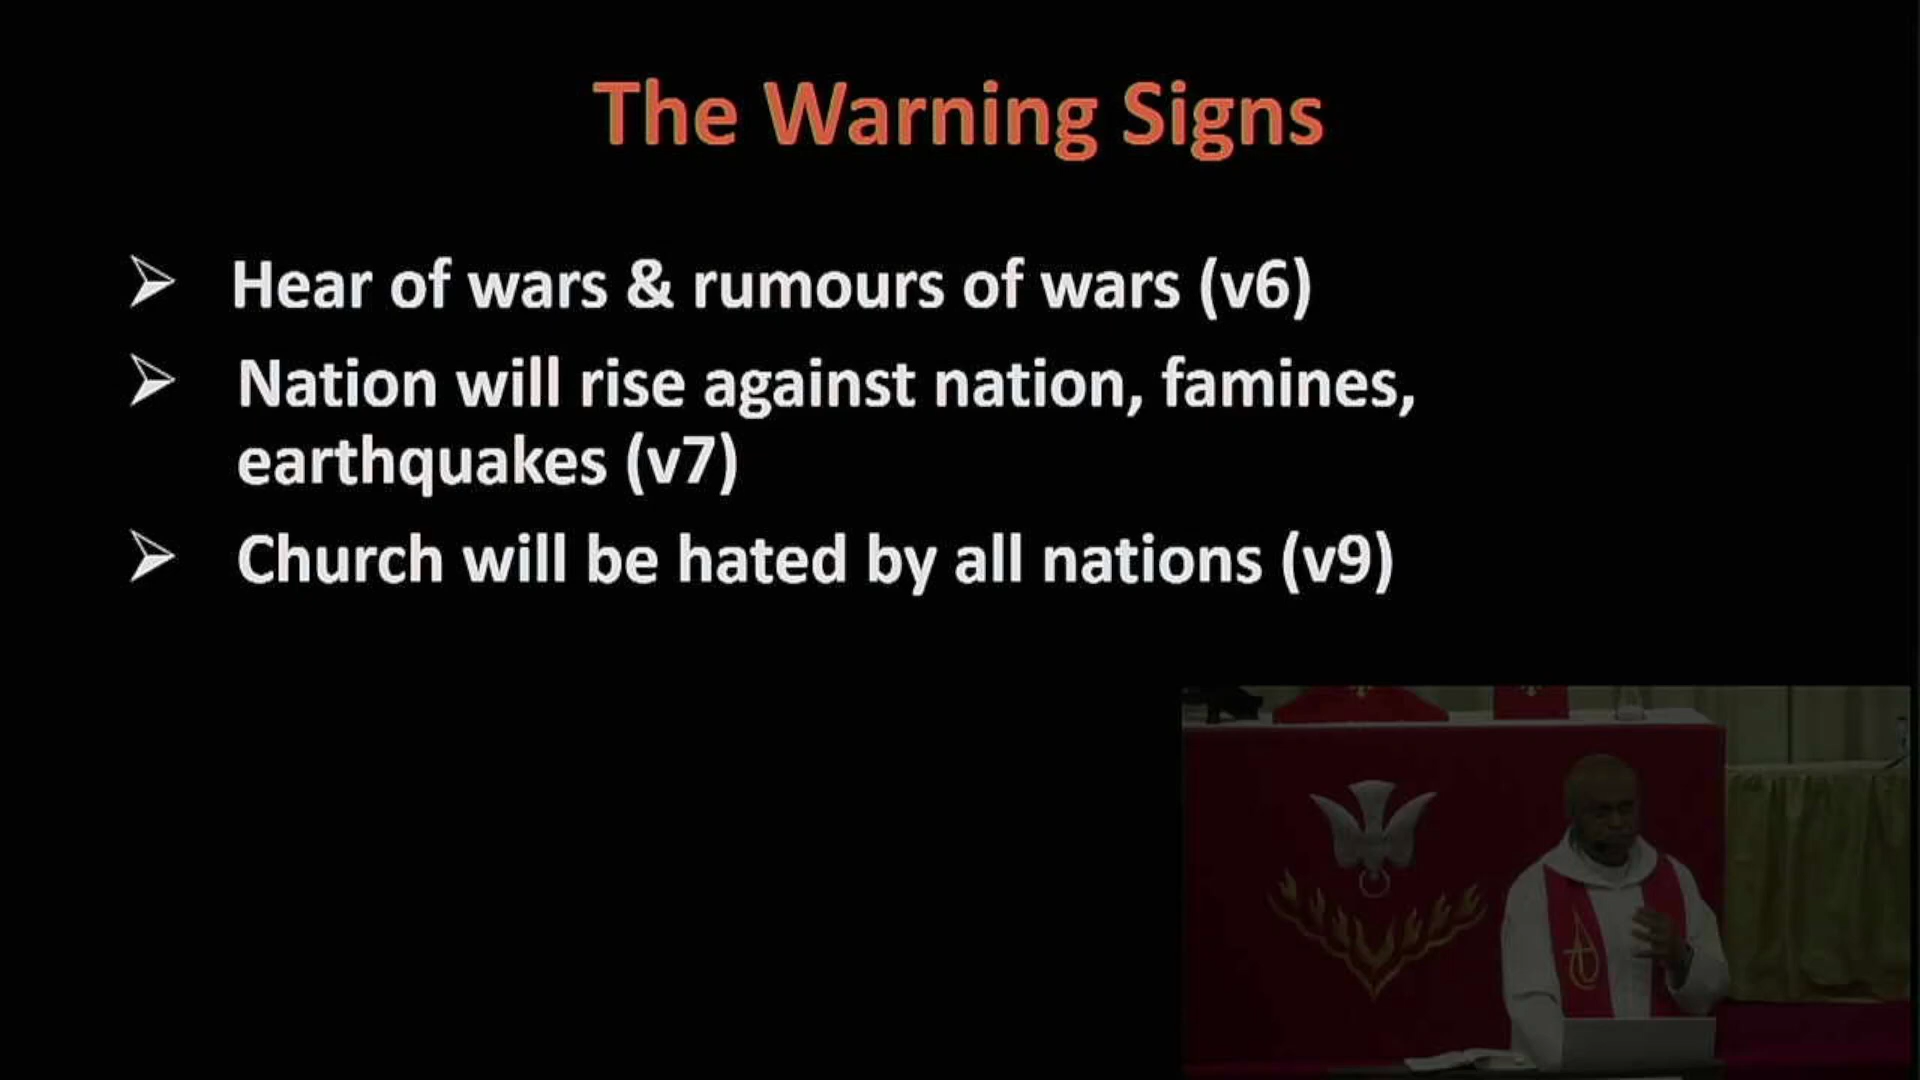 The Warning Signs
Hear of wars & rumours of wars (v6)
Nation will rise against nation, famines,
earthquakes (v7)
Church will be hated by all nations (v9)